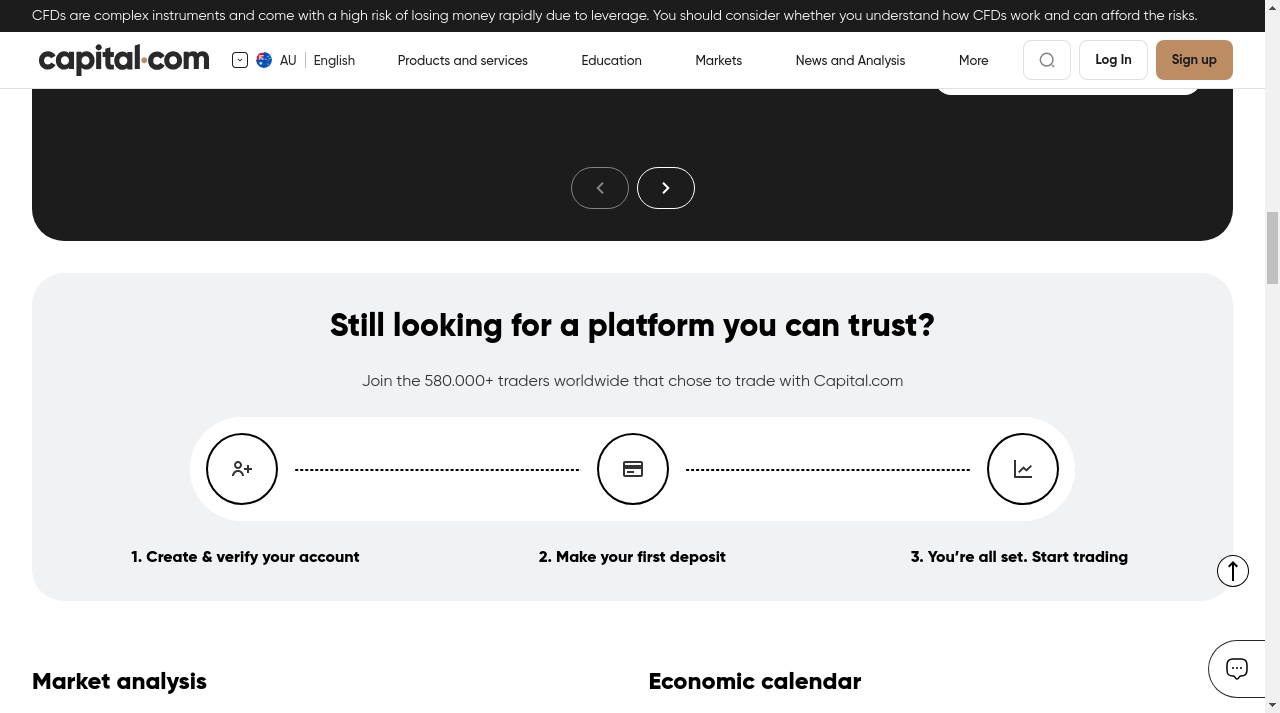 CFDs are complex instruments and come with a high risk of losing money rapidly due to leverage. You should consider whether you understand how CFDs work and can afford the risks.
capital.com
AU
English
Products and services
Education
Markets
News and Analysis
More
Log In
Sign up
Still looking for a platform you can trust?
Join the 580.000+ traders worldwide that chose to trade with Capital.com
1. Create & verify your account
2. Make your first deposit
3. You’re all set. Start trading
Market analysis
Economic calendar